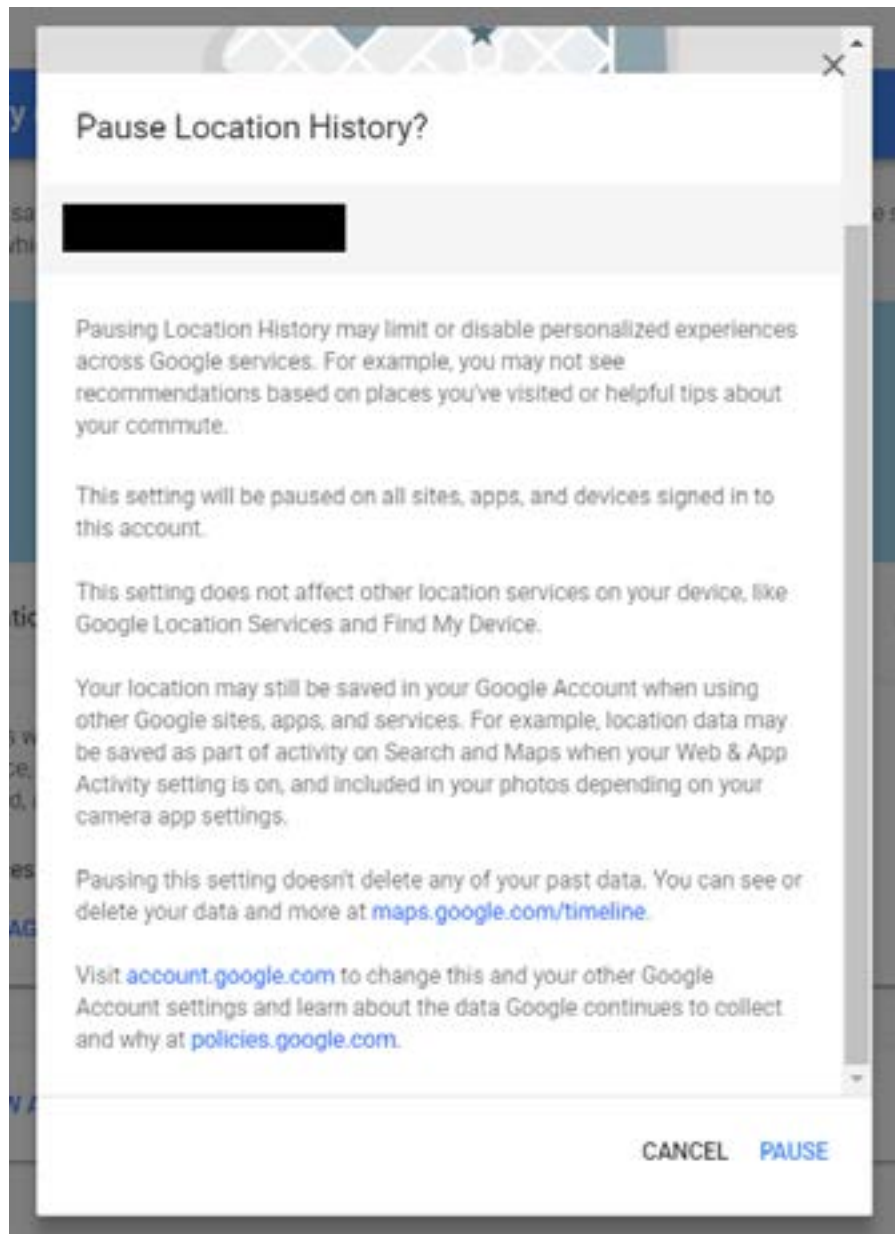 Pause Location History?
Pausing Location History may limit or disable personalized experiences
across Google services. For example, you may not see
recommendations based on places you've visited or helpful tips about
your commute.
This setting will be paused on all sites, apps, and devices signed in to
this account.
This setting does not affect other location services on your device, like
Google Location Services and Find My Device.
Your location may still be saved in your Google Account when using
other Google sites, apps, and services. For example, location data may
be saved as part of activity on Search and Maps when your Web & App
Activity setting is on, and included in your photos depending on your
camera app settings.
Pausing this setting doesn't delete any of your past data. You can see or
delete your data and more at maps.google.com/timeline.
Visit account.google.com to change this and your other Google
Account settings and learn about the data Google continues to collect
and why at policies.google.com.
CANCEL PAUSE